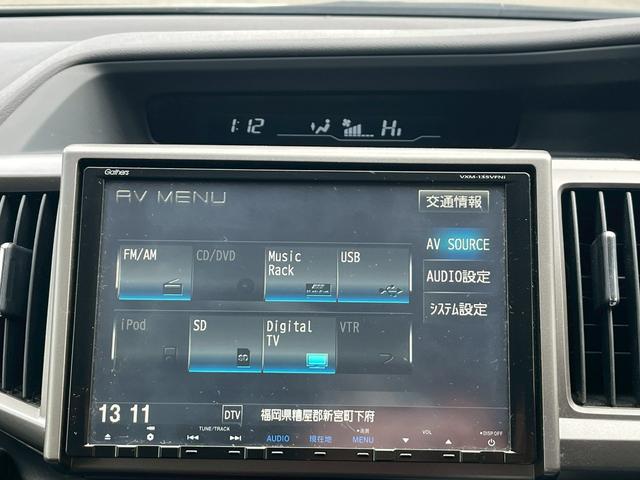 1:12 Hi
Gathers VXM-135VFNi
AV MENU 交通情報
FM/AM CD/DVD Music Rack USB AV SOURCE
AUDIO設定
iPod SD Digital TV VTR システム設定
SD
13 11 DTV 福岡県糟屋郡新宮町下府
TUNE/TRACK VOL DISP OFF
AUDIO 現在地 MENU